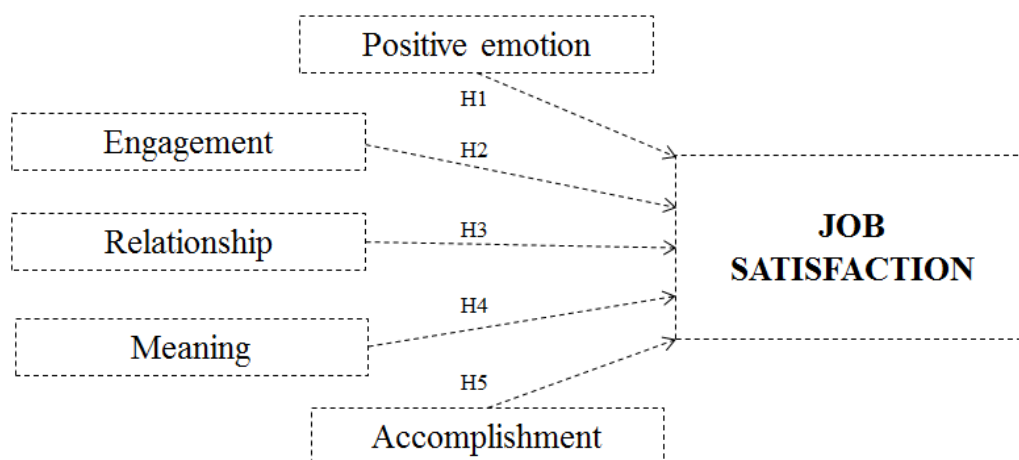 Positive emotion
H1
Engagement
H2
Relationship
H3
JOB
SATISFACTION
Meaning
H4
H5
Accomplishment